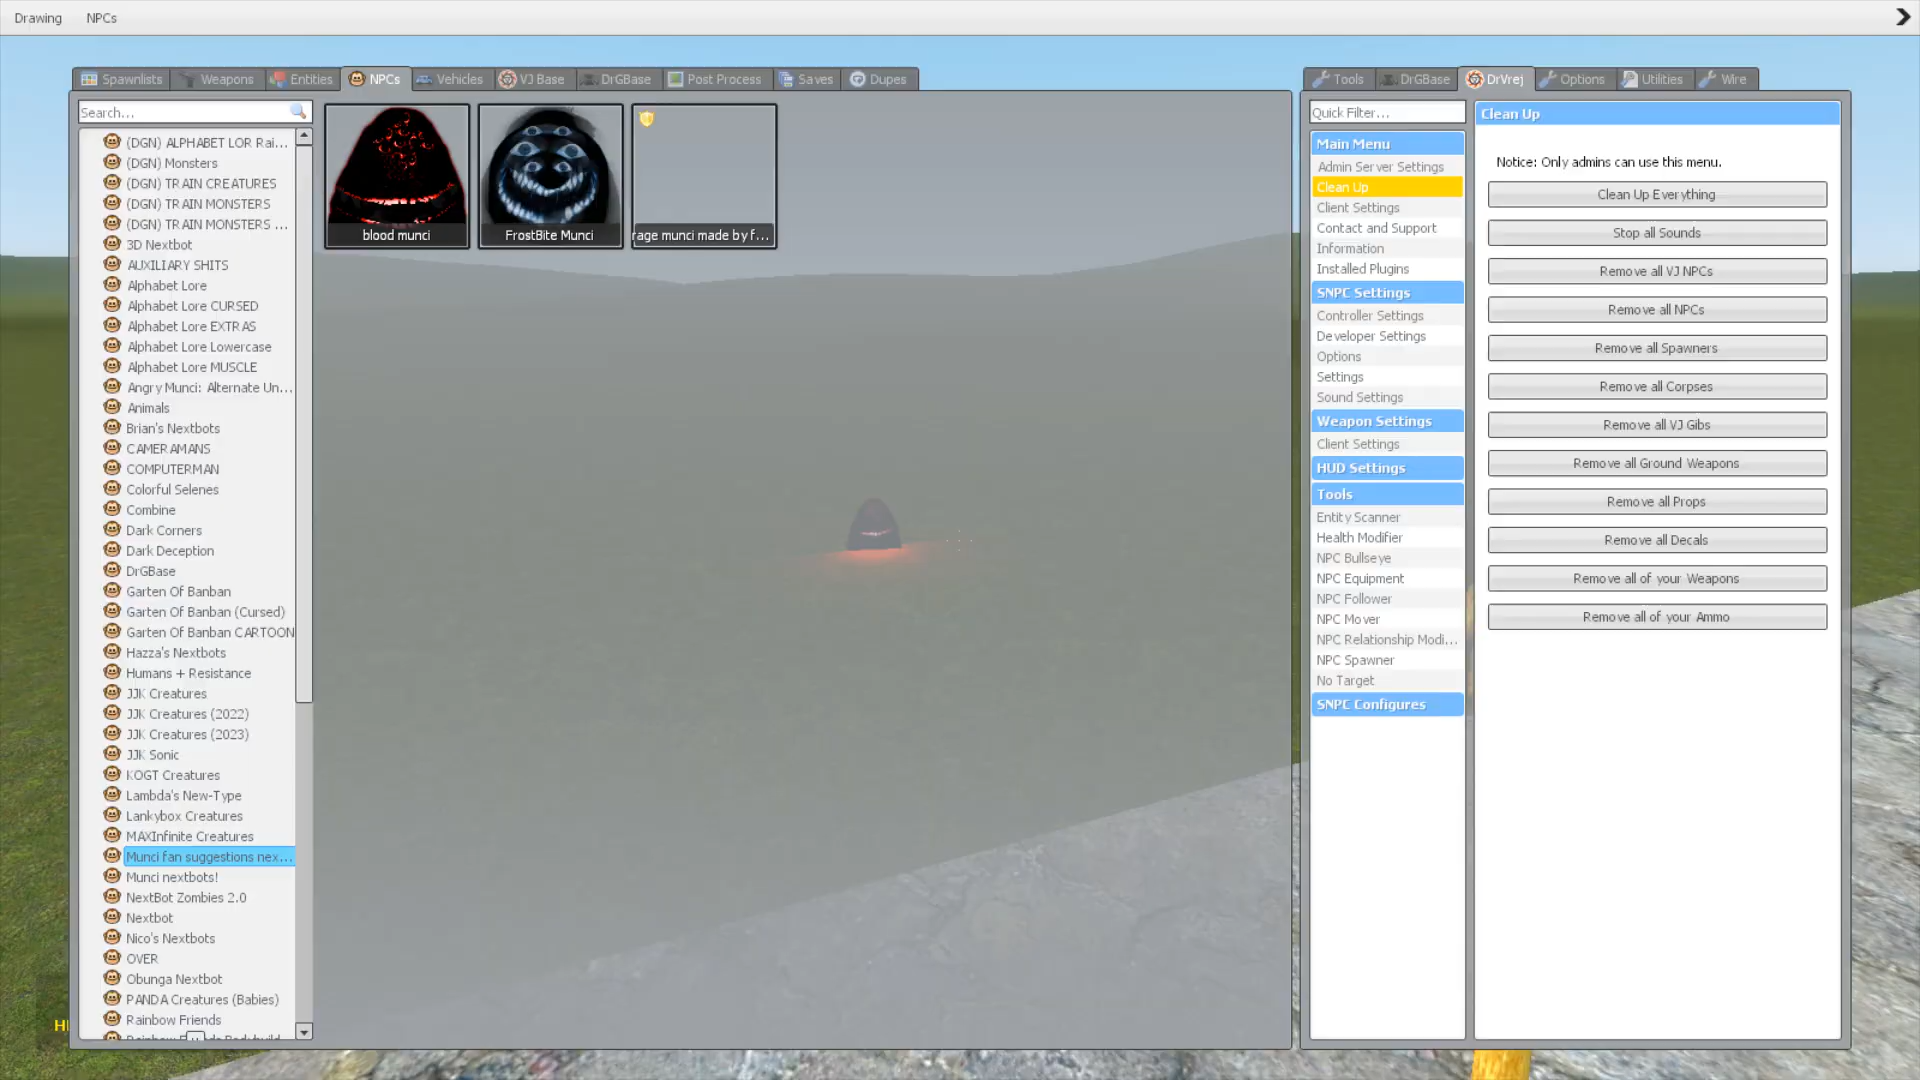 Drawing NPCs
Spawnlists Weapons Entities NPCs Vehicles VJ Base DrGBase Post Process Saves Dupes
Search...
(DGN) ALPHABET LOR Rai...
(DGN) Monsters
(DGN) TRAIN CREATURES
(DGN) TRAIN MONSTERS
(DGN) TRAIN MONSTERS ...
3D Nextbot
AUXILIARY SHITS
Alphabet Lore
Alphabet Lore CURSED
Alphabet Lore EXTRAS
Alphabet Lore Lowercase
Alphabet Lore MUSCLE
Angry Munci: Alternate Un...
Animals
Brian's Nextbots
CAMERAMANS
COMPUTERMAN
Colorful Selenes
Combine
Dark Corners
Dark Deception
DrGBase
Garten Of Banban
Garten Of Banban (Cursed)
Garten Of Banban CARTOON
Hazza's Nextbots
Humans + Resistance
JJK Creatures
JJK Creatures (2022)
JJK Creatures (2023)
JJK Sonic
KOGT Creatures
Lambda's New-Type
Lankybox Creatures
MAXInfinite Creatures
Munci fan suggestions nex...
Munci nextbots!
NextBot Zombies 2.0
Nextbot
Nico's Nextbots
OVER
Obunga Nextbot
PANDA Creatures (Babies)
Rainbow Friends
blood munci
FrostBite Munci
rage munci made by f...
Tools DrGBase DrVrej Options Utilities Wire
Quick Filter...
Main Menu
Admin Server Settings
Clean Up
Client Settings
Contact and Support
Information
Installed Plugins
SNPC Settings
Controller Settings
Developer Settings
Options
Settings
Sound Settings
Weapon Settings
Client Settings
HUD Settings
Tools
Entity Scanner
Health Modifier
NPC Bullseye
NPC Equipment
NPC Follower
NPC Mover
NPC Relationship Modi...
NPC Spawner
No Target
SNPC Configures
Clean Up
Notice: Only admins can use this menu.
Clean Up Everything
Stop all Sounds
Remove all VJ NPCs
Remove all NPCs
Remove all Spawners
Remove all Corpses
Remove all VJ Gibs
Remove all Ground Weapons
Remove all Props
Remove all Decals
Remove all of your Weapons
Remove all of your Ammo